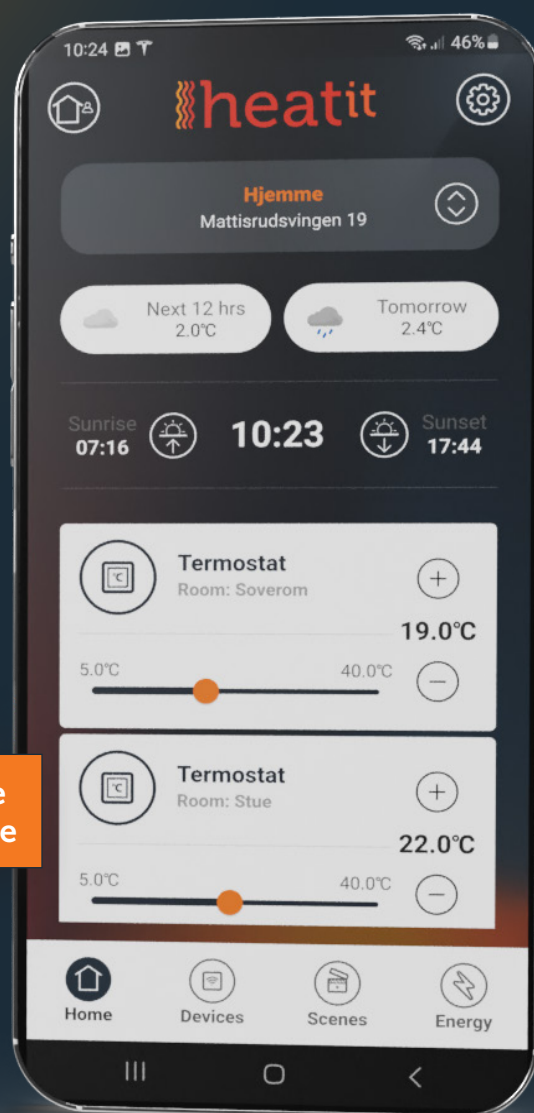 10:24
46%
heatit
Hjemme
Mattisrudsvingen 19
Next 12 hrs
2.0°C
Tomorrow
2.4°C
Sunrise
07:16
10:23
Sunset
17:44
Termostat
Room: Soverom
°C
19.0°C
5.0°C
40.0°C
Termostat
Room: Stue
°C
22.0°C
5.0°C
40.0°C
Home
Devices
Scenes
Energy